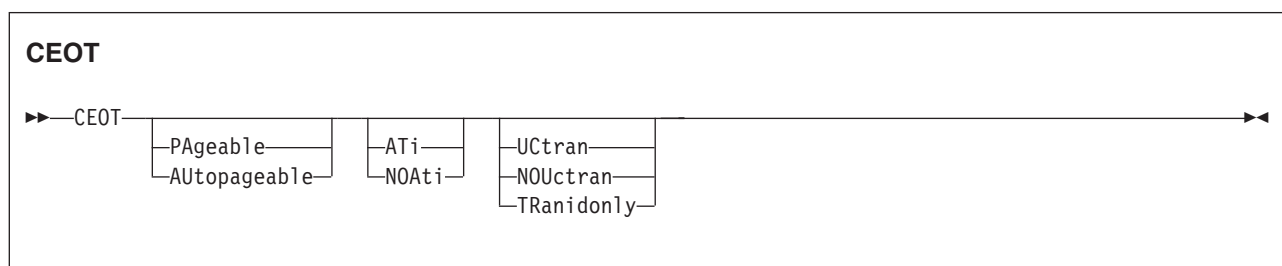 CEOT
CEOT
PAgeable
AUtopageable
ATi
NOAti
UCtran
NOUctran
TRanidonly